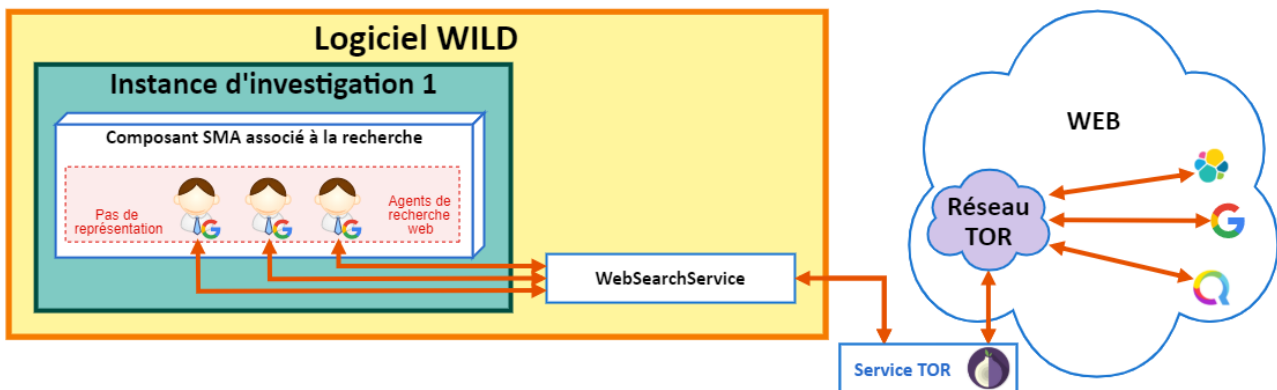 Logiciel WILD
Instance d'investigation 1
Composant SMA associé à la recherche
Pas de
représentation
Agents de
recherche
web
WebSearchService
Service TOR
WEB
Réseau
TOR